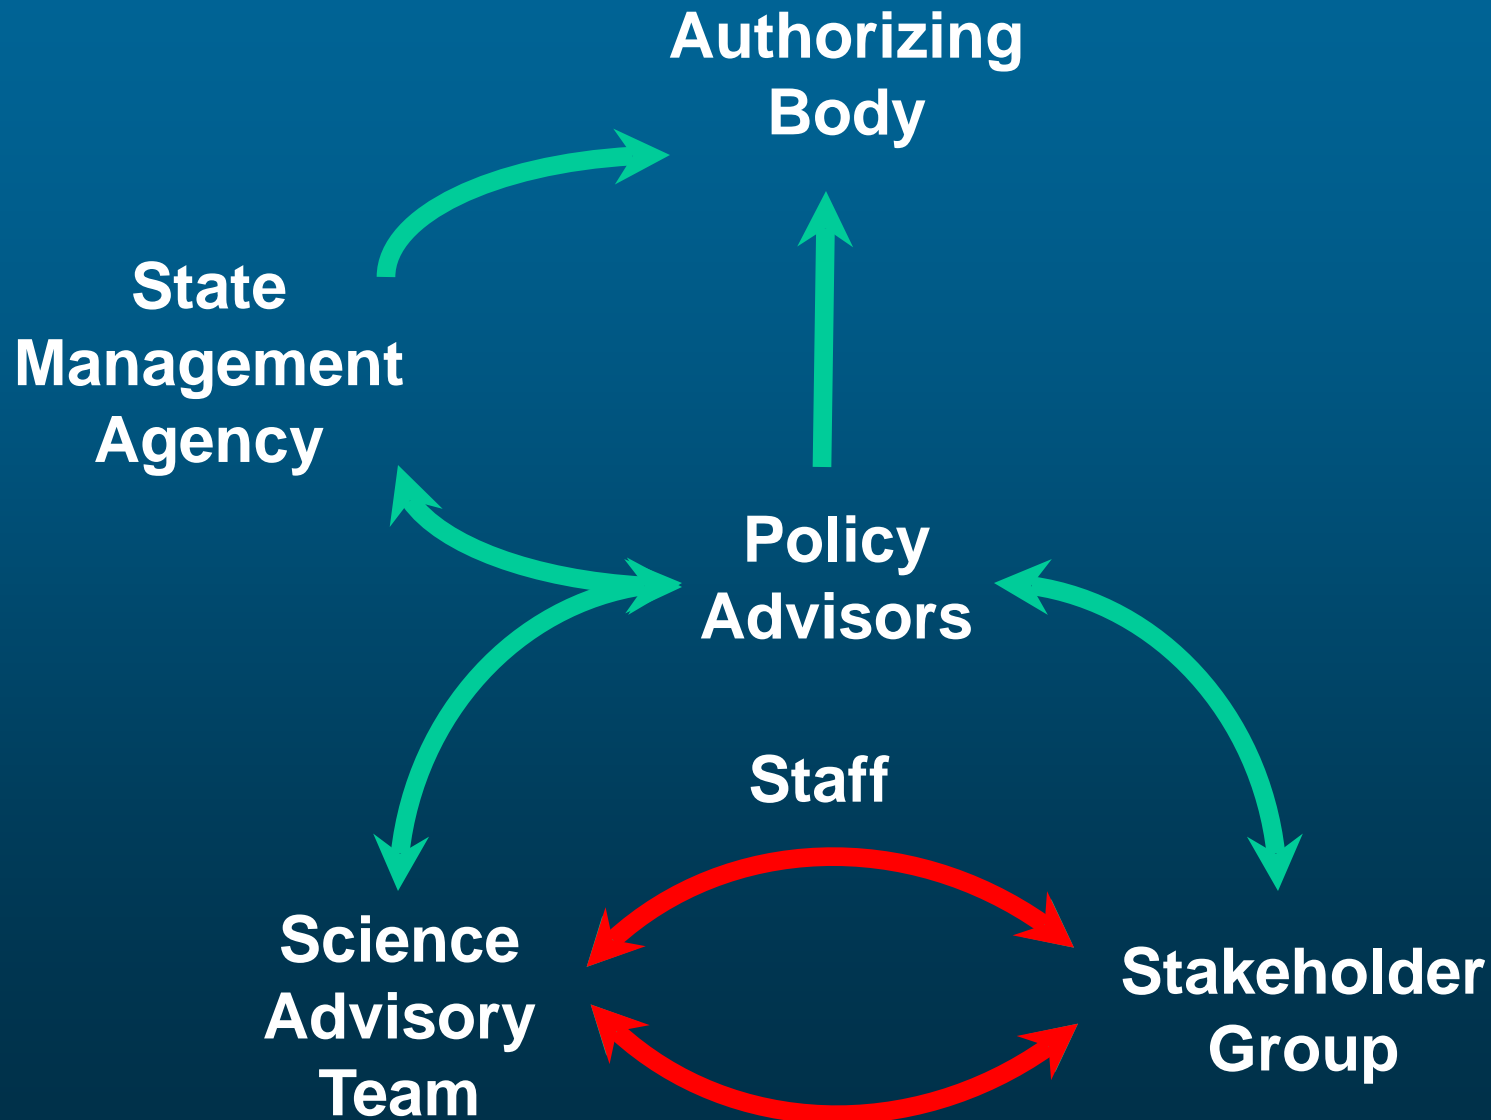 Authorizing
Body
State
Management
Agency
Policy
Advisors
Staff
Science
Advisory
Team
Stakeholder
Group